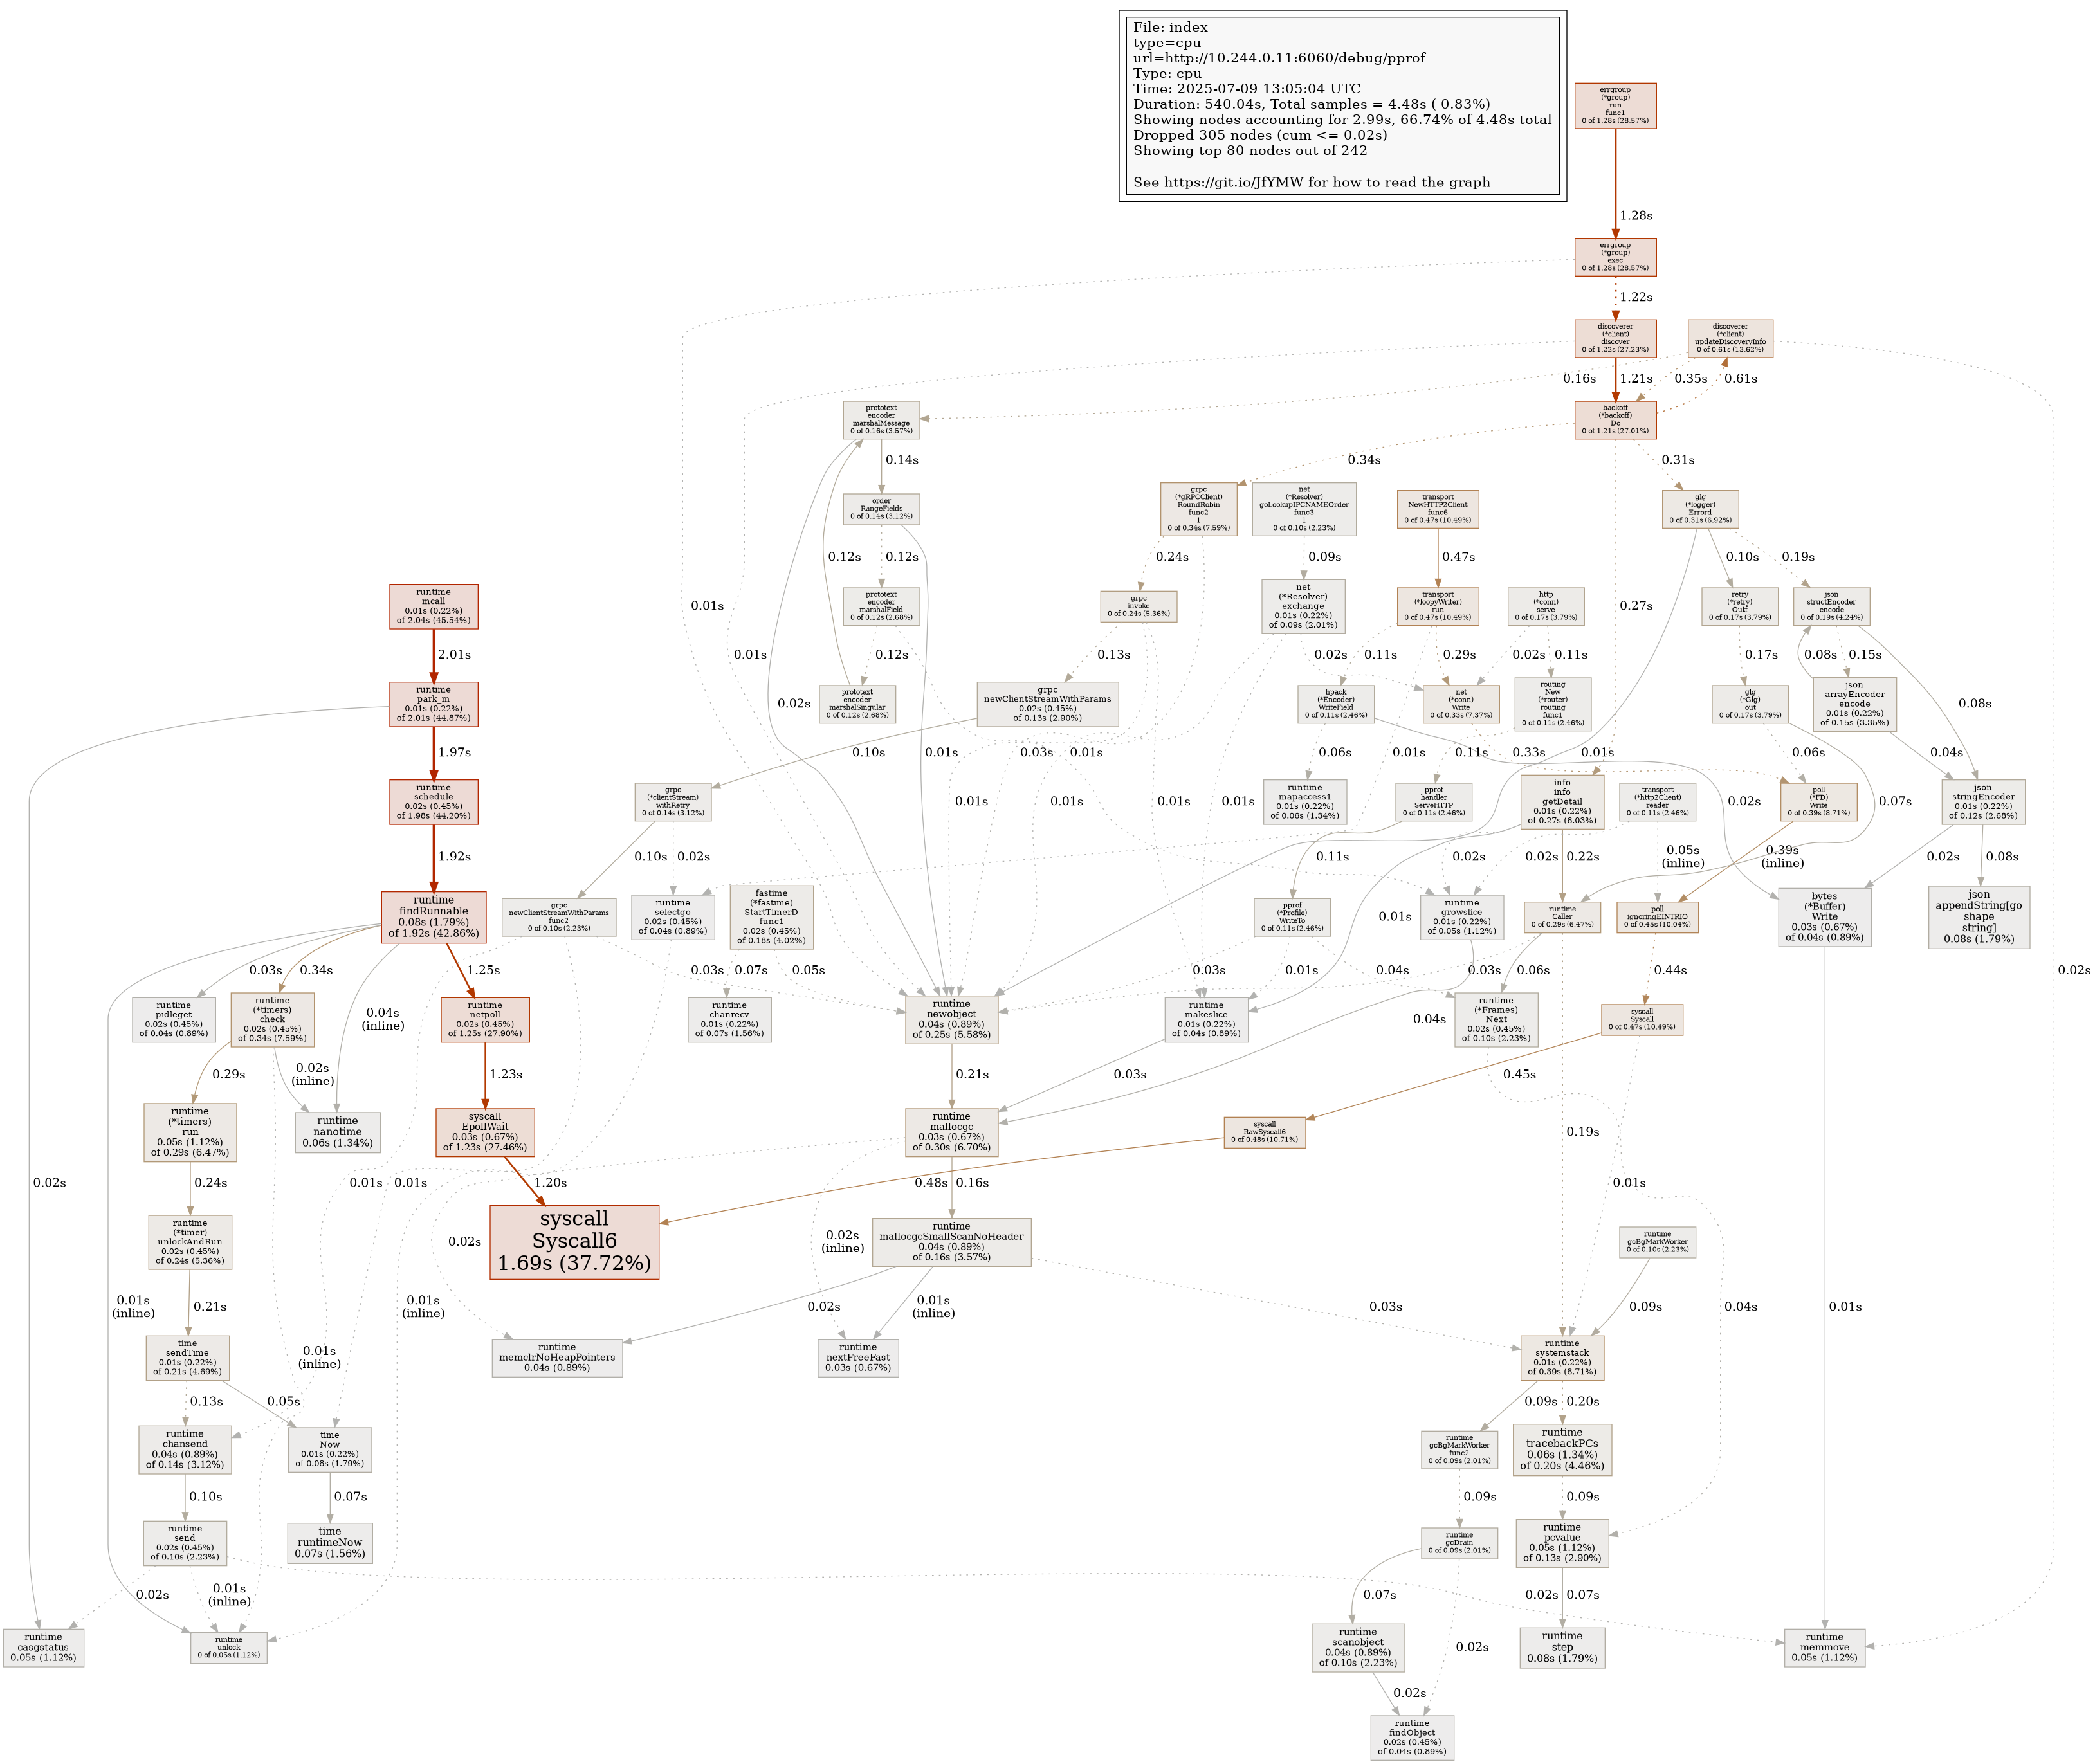 File: index
type=cpu
url=http://10.244.0.11:6060/debug/pprof
Type: cpu
Time: 2025-07-09 13:05:04 UTC
Duration: 540.04s, Total samples = 4.48s ( 0.83%)
Showing nodes accounting for 2.99s, 66.74% of 4.48s total
Dropped 305 nodes (cum <= 0.02s)
Showing top 80 nodes out of 242
See https://git.io/JfYMW for how to read the graph
errgroup
(*group)
run
func1
0 of 1.28s (28.57%)
1.28s
errgroup
(*group)
exec
0 of 1.28s (28.57%)
1.22s
discoverer
(*client)
discover
0 of 1.22s (27.23%)
discoverer
(*client)
updateDiscoveryInfo
0 of 0.61s (13.62%)
0.16s
1.21s
0.35s
0.61s
prototext
encoder
marshalMessage
0 of 0.16s (3.57%)
backoff
(*backoff)
Do
0 of 1.21s (27.01%)
0.14s
0.34s
0.31s
order
RangeFields
0 of 0.14s (3.12%)
grpc
(*gRPCClient)
RoundRobin
func2
1
0 of 0.34s (7.59%)
net
(*Resolver)
goLookupIPCNAMEOrder
func3
1
0 of 0.10s (2.23%)
transport
NewHTTP2Client
func6
0 of 0.47s (10.49%)
glg
(*logger)
Errord
0 of 0.31s (6.92%)
0.12s
0.12s
0.24s
0.09s
0.47s
0.10s
0.19s
runtime
mcall
0.01s (0.22%)
of 2.04s (45.54%)
0.01s
prototext
encoder
marshalField
0 of 0.12s (2.68%)
grpc
invoke
0 of 0.24s (5.36%)
net
(*Resolver)
exchange
0.01s (0.22%)
of 0.09s (2.01%)
transport
(*loopyWriter)
run
0 of 0.47s (10.49%)
http
(*conn)
serve
0 of 0.17s (3.79%)
0.27s
retry
(*retry)
Outf
0 of 0.17s (3.79%)
json
structEncoder
encode
0 of 0.19s (4.24%)
2.01s
0.01s
0.12s
0.13s
0.02s
0.11s
0.29s
0.02s
0.11s
0.17s
0.08s
0.15s
runtime
park_m
0.01s (0.22%)
of 2.01s (44.87%)
0.02s
prototext
encoder
marshalSingular
0 of 0.12s (2.68%)
grpc
newClientStreamWithParams
0.02s (0.45%)
of 0.13s (2.90%)
hpack
(*Encoder)
WriteField
0 of 0.11s (2.46%)
net
(*conn)
Write
0 of 0.33s (7.37%)
routing
New
(*router)
routing
func1
0 of 0.11s (2.46%)
glg
(*Glg)
out
0 of 0.17s (3.79%)
json
arrayEncoder
encode
0.01s (0.22%)
of 0.15s (3.35%)
0.08s
1.97s
0.10s
0.01s
0.03s
0.01s
0.06s
0.01s
0.11s
0.33s
0.01s
0.06s
0.04s
runtime
schedule
0.02s (0.45%)
of 1.98s (44.20%)
grpc
(*clientStream)
withRetry
0 of 0.14s (3.12%)
0.01s
0.01s
0.01s
0.01s
runtime
mapaccess1
0.01s (0.22%)
of 0.06s (1.34%)
pprof
handler
ServeHTTP
0 of 0.11s (2.46%)
0.02s
info
info
getDetail
0.01s (0.22%)
of 0.27s (6.03%)
transport
(*http2Client)
reader
0 of 0.11s (2.46%)
poll
(*FD)
Write
0 of 0.39s (8.71%)
0.07s
json
stringEncoder
0.01s (0.22%)
of 0.12s (2.68%)
1.92s
0.10s
0.02s
0.11s
0.02s
0.02s
0.22s
0.05s
(inline)
0.39s
(inline)
0.02s
0.08s
runtime
findRunnable
0.08s (1.79%)
of 1.92s (42.86%)
grpc
newClientStreamWithParams
func2
0 of 0.10s (2.23%)
runtime
selectgo
0.02s (0.45%)
of 0.04s (0.89%)
fastime
(*fastime)
StartTimerD
func1
0.02s (0.45%)
of 0.18s (4.02%)
pprof
(*Profile)
WriteTo
0 of 0.11s (2.46%)
0.01s
runtime
growslice
0.01s (0.22%)
of 0.05s (1.12%)
runtime
Caller
0 of 0.29s (6.47%)
poll
ignoringEINTRIO
0 of 0.45s (10.04%)
bytes
(*Buffer)
Write
0.03s (0.67%)
of 0.04s (0.89%)
json
appendString[go
shape
string]
0.08s (1.79%)
0.03s
0.34s
1.25s
0.03s
0.07s
0.05s
0.03s
0.01s
0.04s
0.03s
0.06s
0.44s
0.02s
runtime
pidleget
0.02s (0.45%)
of 0.04s (0.89%)
runtime
(*timers)
check
0.02s (0.45%)
of 0.34s (7.59%)
0.04s
(inline)
runtime
netpoll
0.02s (0.45%)
of 1.25s (27.90%)
runtime
chanrecv
0.01s (0.22%)
of 0.07s (1.56%)
runtime
newobject
0.04s (0.89%)
of 0.25s (5.58%)
runtime
makeslice
0.01s (0.22%)
of 0.04s (0.89%)
0.04s
runtime
(*Frames)
Next
0.02s (0.45%)
of 0.10s (2.23%)
syscall
Syscall
0 of 0.47s (10.49%)
0.29s
0.02s
(inline)
1.23s
0.21s
0.03s
0.45s
runtime
(*timers)
run
0.05s (1.12%)
of 0.29s (6.47%)
runtime
nanotime
0.06s (1.34%)
syscall
EpollWait
0.03s (0.67%)
of 1.23s (27.46%)
runtime
mallocgc
0.03s (0.67%)
of 0.30s (6.70%)
syscall
RawSyscall6
0 of 0.48s (10.71%)
0.19s
0.02s
0.24s
0.01s
0.01s
1.20s
0.48s
0.16s
0.01s
runtime
(*timer)
unlockAndRun
0.02s (0.45%)
of 0.24s (5.36%)
0.02s
syscall
Syscall6
1.69s (37.72%)
0.02s
(inline)
runtime
mallocgcSmallScanNoHeader
0.04s (0.89%)
of 0.16s (3.57%)
runtime
gcBgMarkWorker
0 of 0.10s (2.23%)
0.01s
(inline)
0.21s
0.01s
(inline)
0.02s
0.01s
(inline)
0.03s
0.09s
0.04s
0.01s
time
sendTime
0.01s (0.22%)
of 0.21s (4.69%)
0.01s
(inline)
runtime
memclrNoHeapPointers
0.04s (0.89%)
runtime
nextFreeFast
0.03s (0.67%)
runtime
systemstack
0.01s (0.22%)
of 0.39s (8.71%)
0.13s
0.05s
0.09s
0.20s
runtime
chansend
0.04s (0.89%)
of 0.14s (3.12%)
time
Now
0.01s (0.22%)
of 0.08s (1.79%)
runtime
gcBgMarkWorker
func2
0 of 0.09s (2.01%)
runtime
tracebackPCs
0.06s (1.34%)
of 0.20s (4.46%)
0.10s
0.07s
0.09s
0.09s
runtime
send
0.02s (0.45%)
of 0.10s (2.23%)
time
runtimeNow
0.07s (1.56%)
runtime
gcDrain
0 of 0.09s (2.01%)
runtime
pcvalue
0.05s (1.12%)
of 0.13s (2.90%)
0.02s
0.01s
(inline)
0.07s
0.07s
0.02s
runtime
casgstatus
0.05s (1.12%)
runtime
unlock
0 of 0.05s (1.12%)
runtime
scanobject
0.04s (0.89%)
of 0.10s (2.23%)
0.02s
runtime
step
0.08s (1.79%)
runtime
memmove
0.05s (1.12%)
0.02s
runtime
findObject
0.02s (0.45%)
of 0.04s (0.89%)